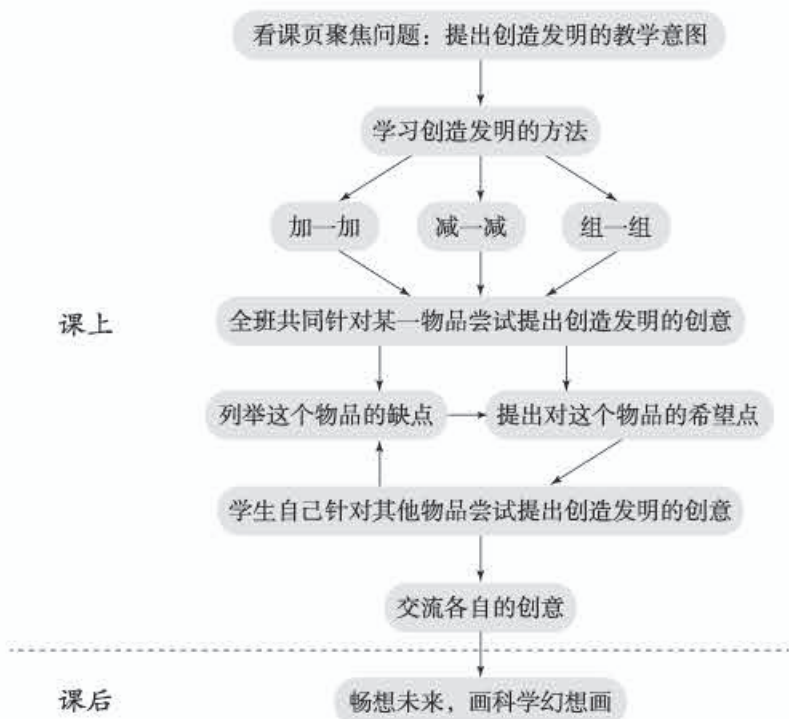 看课页聚焦问题：提出创造发明的教学意图
学习创造发明的方法
加一加
减一减
组一组
课上
全班共同针对某一物品尝试提出创造发明的创意
列举这个物品的缺点
提出对这个物品的希望点
学生自己针对其他物品尝试提出创造发明的创意
交流各自的创意
课后
畅想未来，画科学幻想画